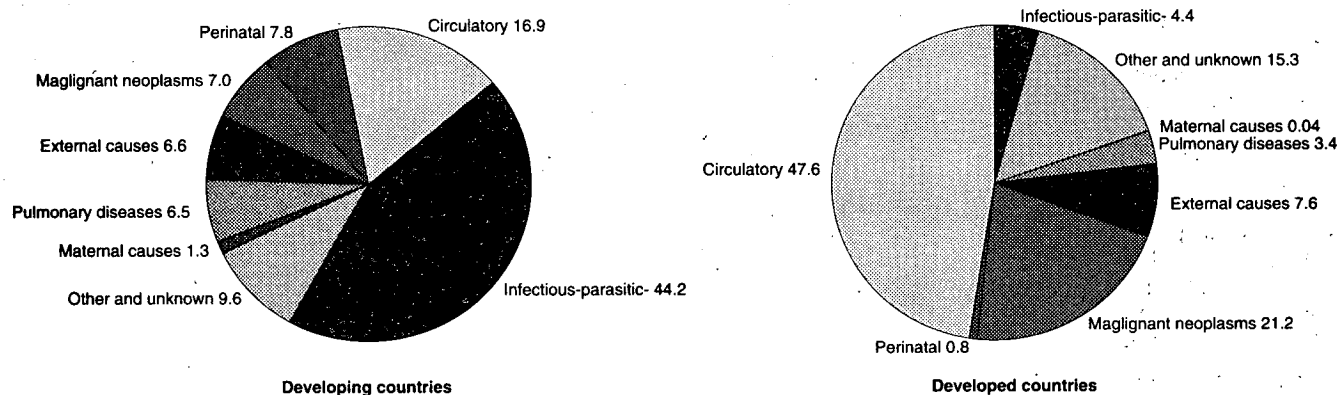 Circulatory 16.9
Perinatal 7.8
Maglignant neoplasms 7.0
External causes 6.6
Pulmonary diseases 6.5
Maternal causes 1.3
Other and unknown 9.6
Infectious-parasitic- 44.2
Developing countries
Infectious-parasitic- 4.4
Other and unknown 15.3
Maternal causes 0.04
Pulmonary diseases 3.4
Circulatory 47.6
External causes 7.6
Maglignant neoplasms 21.2
Perinatal 0.8
Developed countries